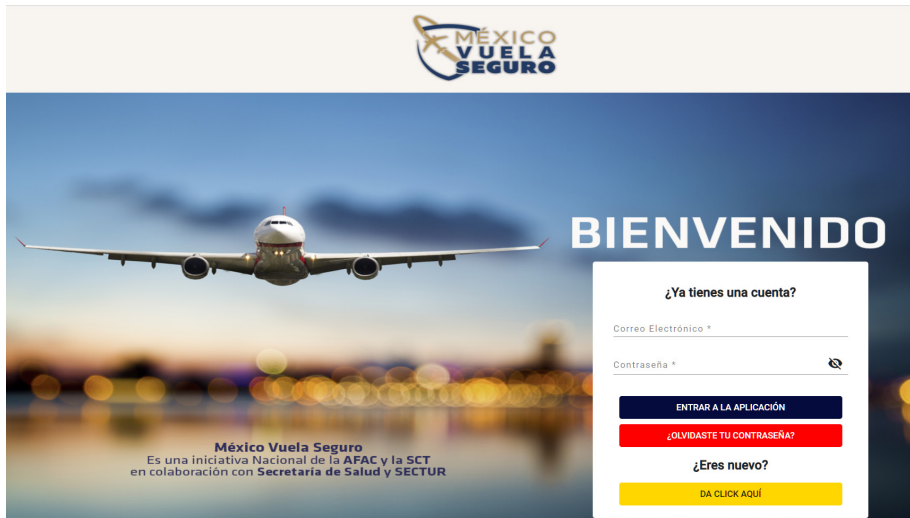 MÉXICO
VUELA
SEGURO
BIENVENIDO
¿Ya tienes una cuenta?
Correo Electrónico *
Contraseña *
ENTRAR A LA APLICACIÓN
¿OLVIDASTE TU CONTRASEÑA?
¿Eres nuevo?
DA CLICK AQUÍ
México Vuela Seguro
Es una iniciativa Nacional de la AFAC y la SCT
en colaboración con Secretaría de Salud y SECTUR